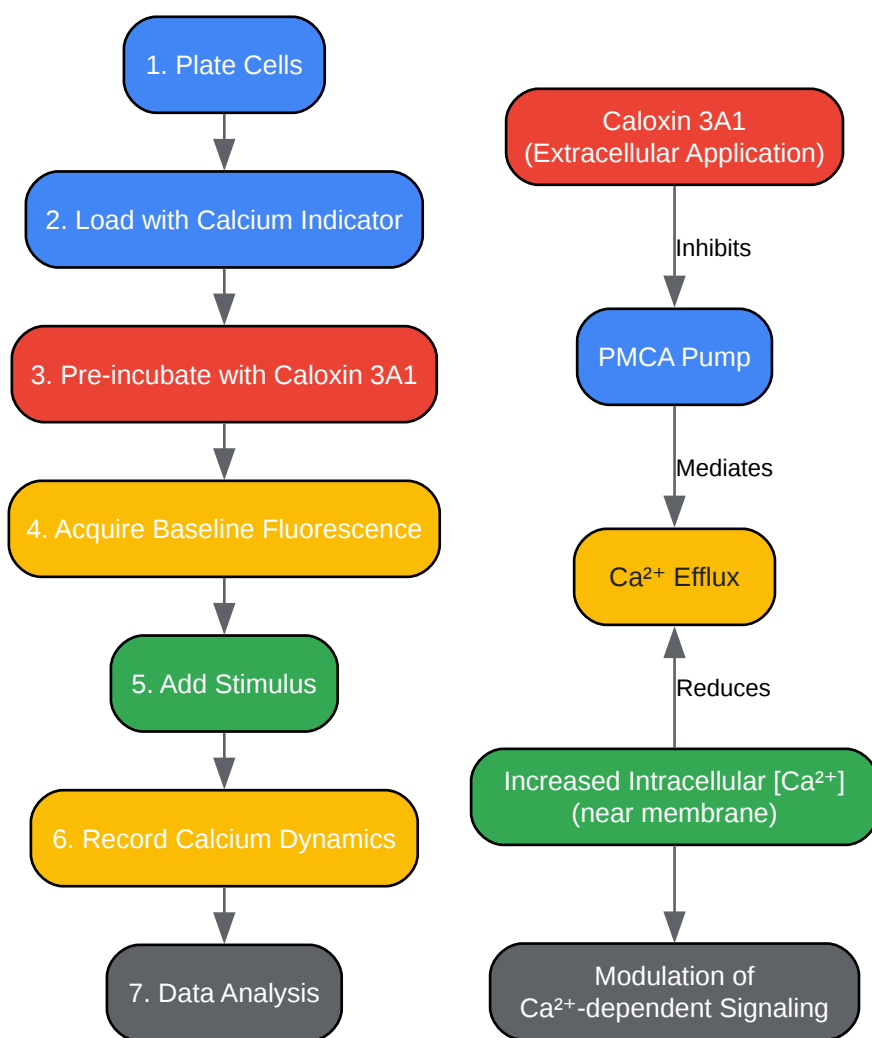 1. Plate Cells
2. Load with Calcium Indicator
3. Pre-incubate with Caloxin 3A1
4. Acquire Baseline Fluorescence
5. Add Stimulus
6. Record Calcium Dynamics
7. Data Analysis
Caloxin 3A1
(Extracellular Application)
Inhibits
PMCA Pump
Mediates
Ca²⁺ Efflux
Reduces
Increased Intracellular [Ca²⁺]
(near membrane)
Modulation of
Ca²⁺-dependent Signaling